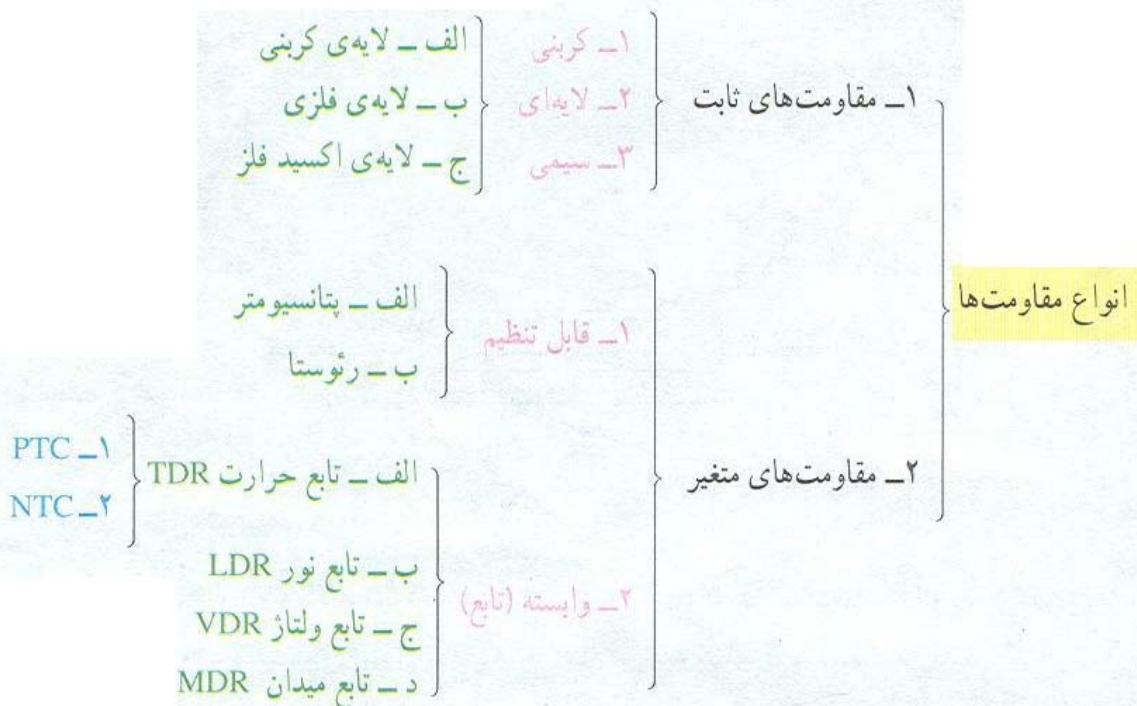 انواع مقاومت‌ها
۱ــ مقاومت‌های ثابت
۱ــ کربنی
۲ــ لایه‌ای
۳ــ سیمی
الف ــ لایه‌ی کربنی
ب ــ لایه‌ی فلزی
ج ــ لایه‌ی اکسید فلز
۲ــ مقاومت‌های متغیر
۱ــ قابل تنظیم
الف ــ پتانسیومتر
ب ــ رئوستا
۲ــ وابسته (تابع)
الف ــ تابع حرارت TDR
۱ــ PTC
۲ــ NTC
ب ــ تابع نور LDR
ج ــ تابع ولتاژ VDR
د ــ تابع میدان MDR